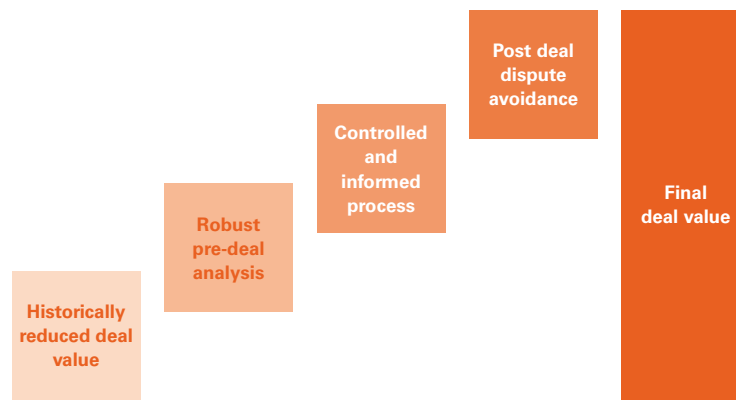 Historically
reduced deal
value
Robust
pre-deal
analysis
Controlled
and
informed
process
Post deal
dispute
avoidance
Final
deal value